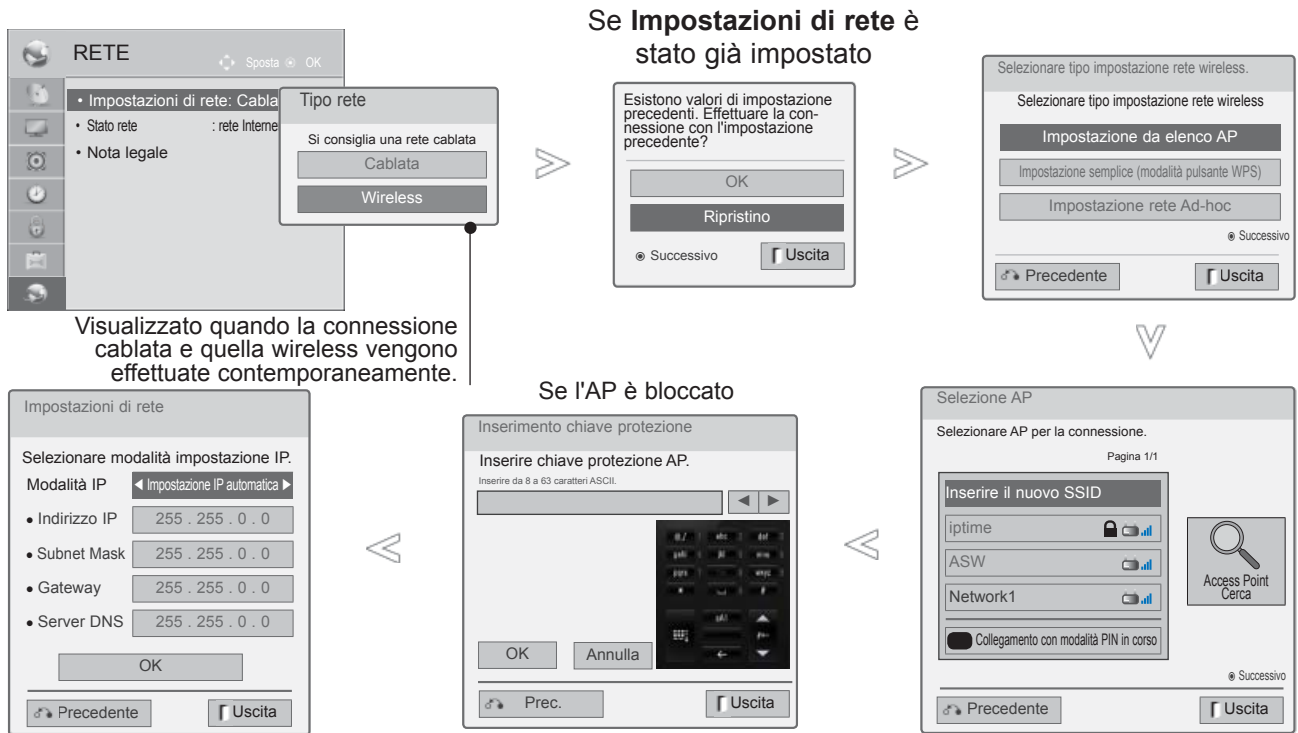 RETE
Sposta OK
• Impostazioni di rete: Cabla
• Stato rete : rete Interne
• Nota legale
Tipo rete
Si consiglia una rete cablata
Cablata
Wireless
Visualizzato quando la connessione
cablata e quella wireless vengono
effettuate contemporaneamente.
Se Impostazioni di rete è
stato già impostato
Esistono valori di impostazione
precedenti. Effettuare la con-
nessione con l'impostazione
precedente?
OK
Ripristino
Successivo
Uscita
Selezionare tipo impostazione rete wireless.
Selezionare tipo impostazione rete wireless
Impostazione da elenco AP
Impostazione semplice (modalità pulsante WPS)
Impostazione rete Ad-hoc
Successivo
Precedente
Uscita
Selezione AP
Selezionare AP per la connessione.
Pagina 1/1
Inserire il nuovo SSID
iptime
ASW
Network1
Collegamento con modalità PIN in corso
Access Point
Cerca
Successivo
Precedente
Uscita
Se l'AP è bloccato
Inserimento chiave protezione
Inserire chiave protezione AP.
Inserire da 8 a 63 caratteri ASCII.
OK
Annulla
Prec.
Uscita
Impostazioni di rete
Selezionare modalità impostazione IP.
Modalità IP ◀ Impostazione IP automatica ▶
• Indirizzo IP 255 . 255 . 0 . 0
• Subnet Mask 255 . 255 . 0 . 0
• Gateway 255 . 255 . 0 . 0
• Server DNS 255 . 255 . 0 . 0
OK
Precedente
Uscita